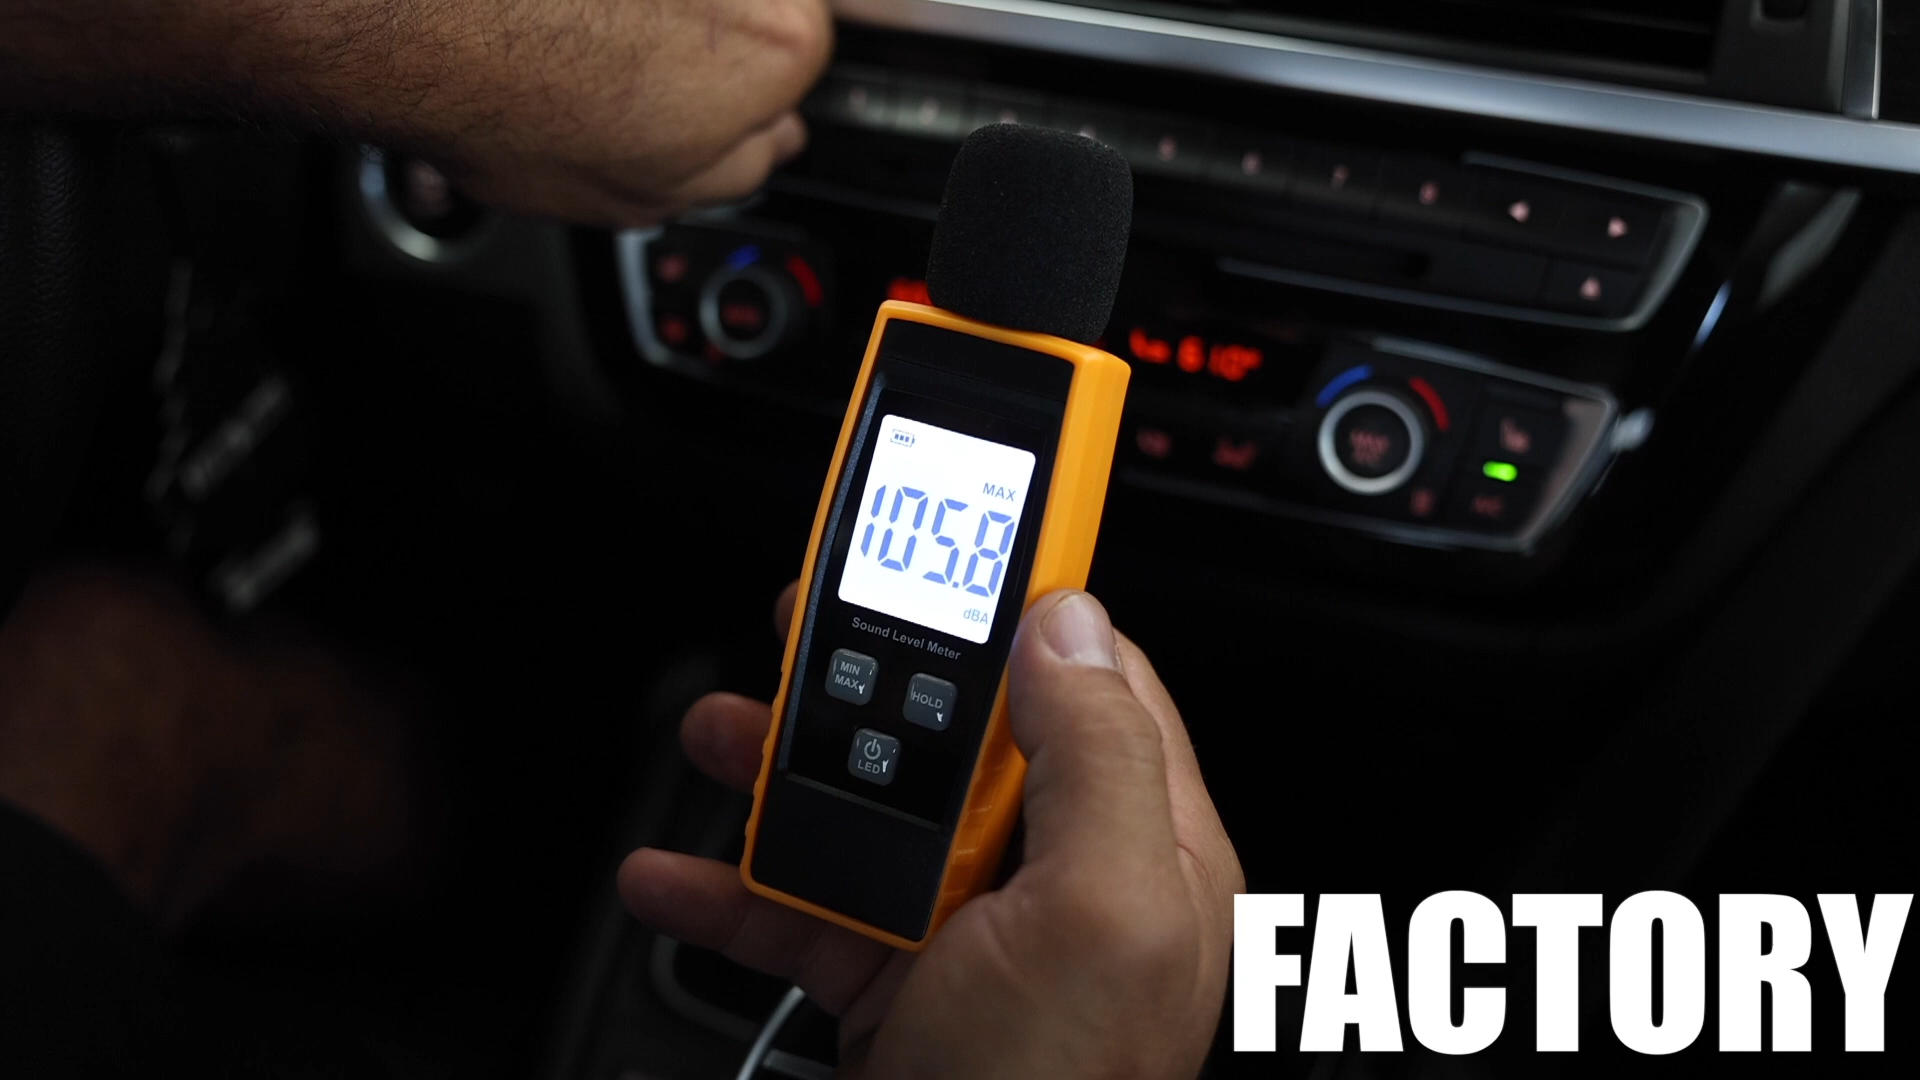 MAX
105.8
dBA
Sound Level Meter
MIN
MAX
HOLD
LED
FACTORY